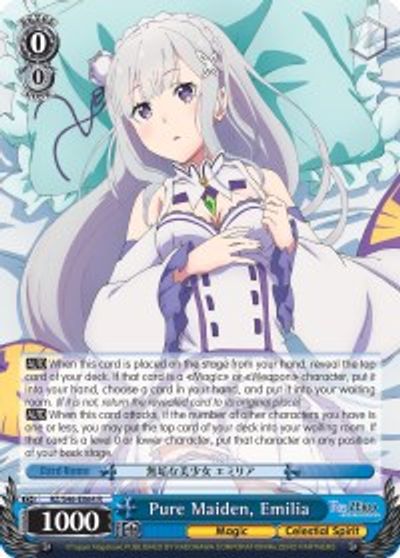 0
0
AUTO When this card is placed on the stage from your hand, reveal the top
card of your deck. If that card is a «Magic» or «Weapon» character, put it
into your hand, choose a card in your hand, and put it into your waiting
room. (If it is not, return the revealed card to its original place)
AUTO When this card attacks, if the number of other characters you have is
one or less, you may put the top card of your deck into your waiting room. If
that card is a level 0 or lower character, put that character on any position
of your back stage.
Card Name
無垢な美少女 エミリア
1000
Pure Maiden, Emilia
Magic
Celestial Spirit